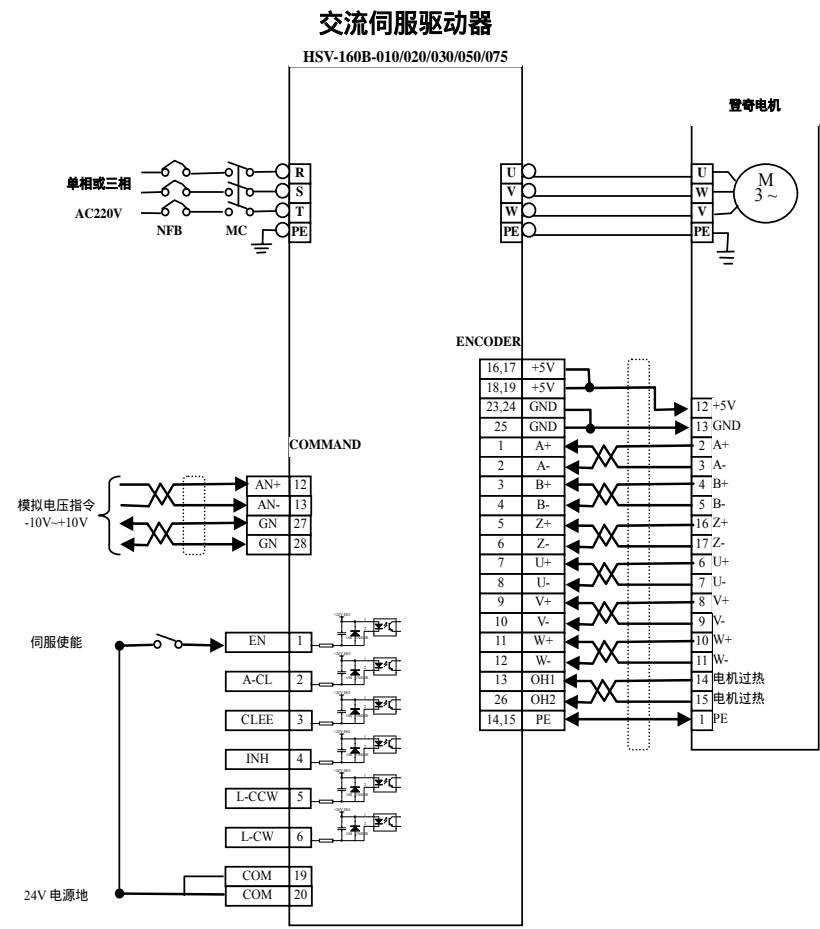 交流伺服驱动器
HSV-160B-010/020/030/050/075
登奇电机
单相或三相
AC220V
NFB
MC
R
S
T
PE
U
V
W
PE
U
W
V
PE
M
3 ~
ENCODER
16,17 +5V
18,19 +5V
23,24 GND
25 GND
1 A+
2 A-
3 B+
4 B-
5 Z+
6 Z-
7 U+
8 U-
9 V+
10 V-
11 W+
12 W-
13 OH1
26 OH2
14,15 PE
12 +5V
13 GND
2 A+
3 A-
4 B+
5 B-
16 Z+
17 Z-
6 U+
7 U-
8 V+
9 V-
10 W+
11 W-
14 电机过热
15 电机过热
1 PE
COMMAND
模拟电压指令
-10V~+10V
AN+ 12
AN- 13
GN 27
GN 28
伺服使能
EN 1
A-CL 2
CLEE 3
INH 4
L-CCW 5
L-CW 6
COM 19
COM 20
24V 电源地